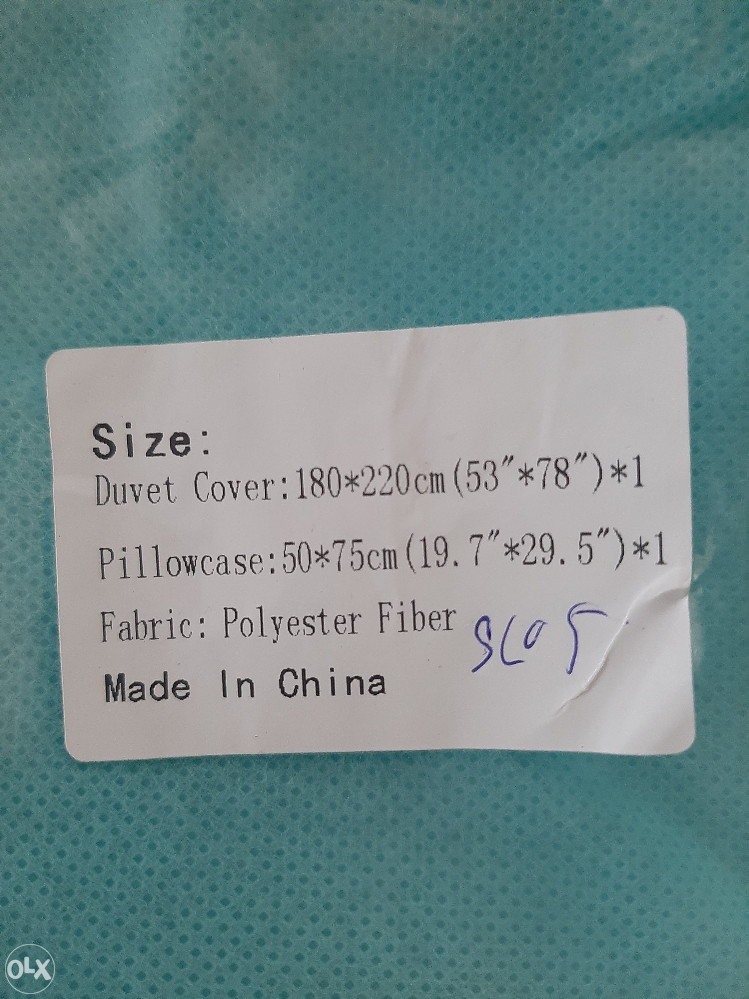 Size:
Duvet Cover:180*220cm(53"*78")*1
Pillowcase:50*75cm(19.7"*29.5")*1
Fabric: Polyester Fiber
Made In China
OLX